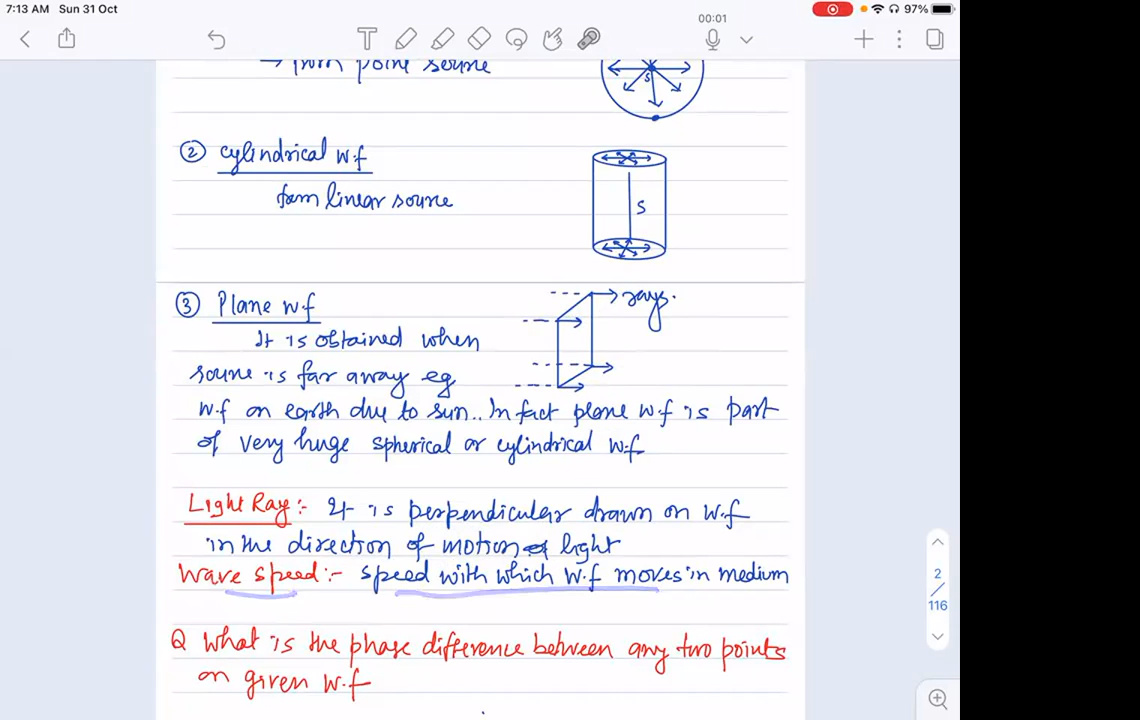 7:13 AM Sun 31 Oct
97%
00:01
→ from point source
S
② cylindrical w.f
from linear source
S
③ Plane w.f
rays.
It is obtained when
source is far away eg
w.f on earth due to sun.. In fact plane w.f is part
of very huge spherical or cylindrical w.f
Light Ray:- It is perpendicular drawn on w.f
in the direction of motion of light
Wave speed:- speed with which w.f moves in medium
Q What is the phase difference between any two points
on given w.f
2
/
116